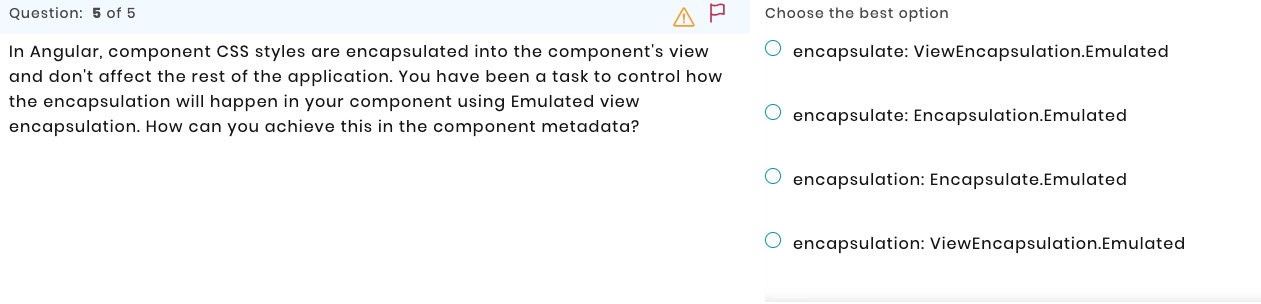 Question: 5 of 5
In Angular, component CSS styles are encapsulated into the component's view
and don't affect the rest of the application. You have been a task to control how
the encapsulation will happen in your component using Emulated view
encapsulation. How can you achieve this in the component metadata?
Choose the best option
encapsulate: ViewEncapsulation.Emulated
encapsulate: Encapsulation.Emulated
encapsulation: Encapsulate.Emulated
encapsulation: ViewEncapsulation.Emulated